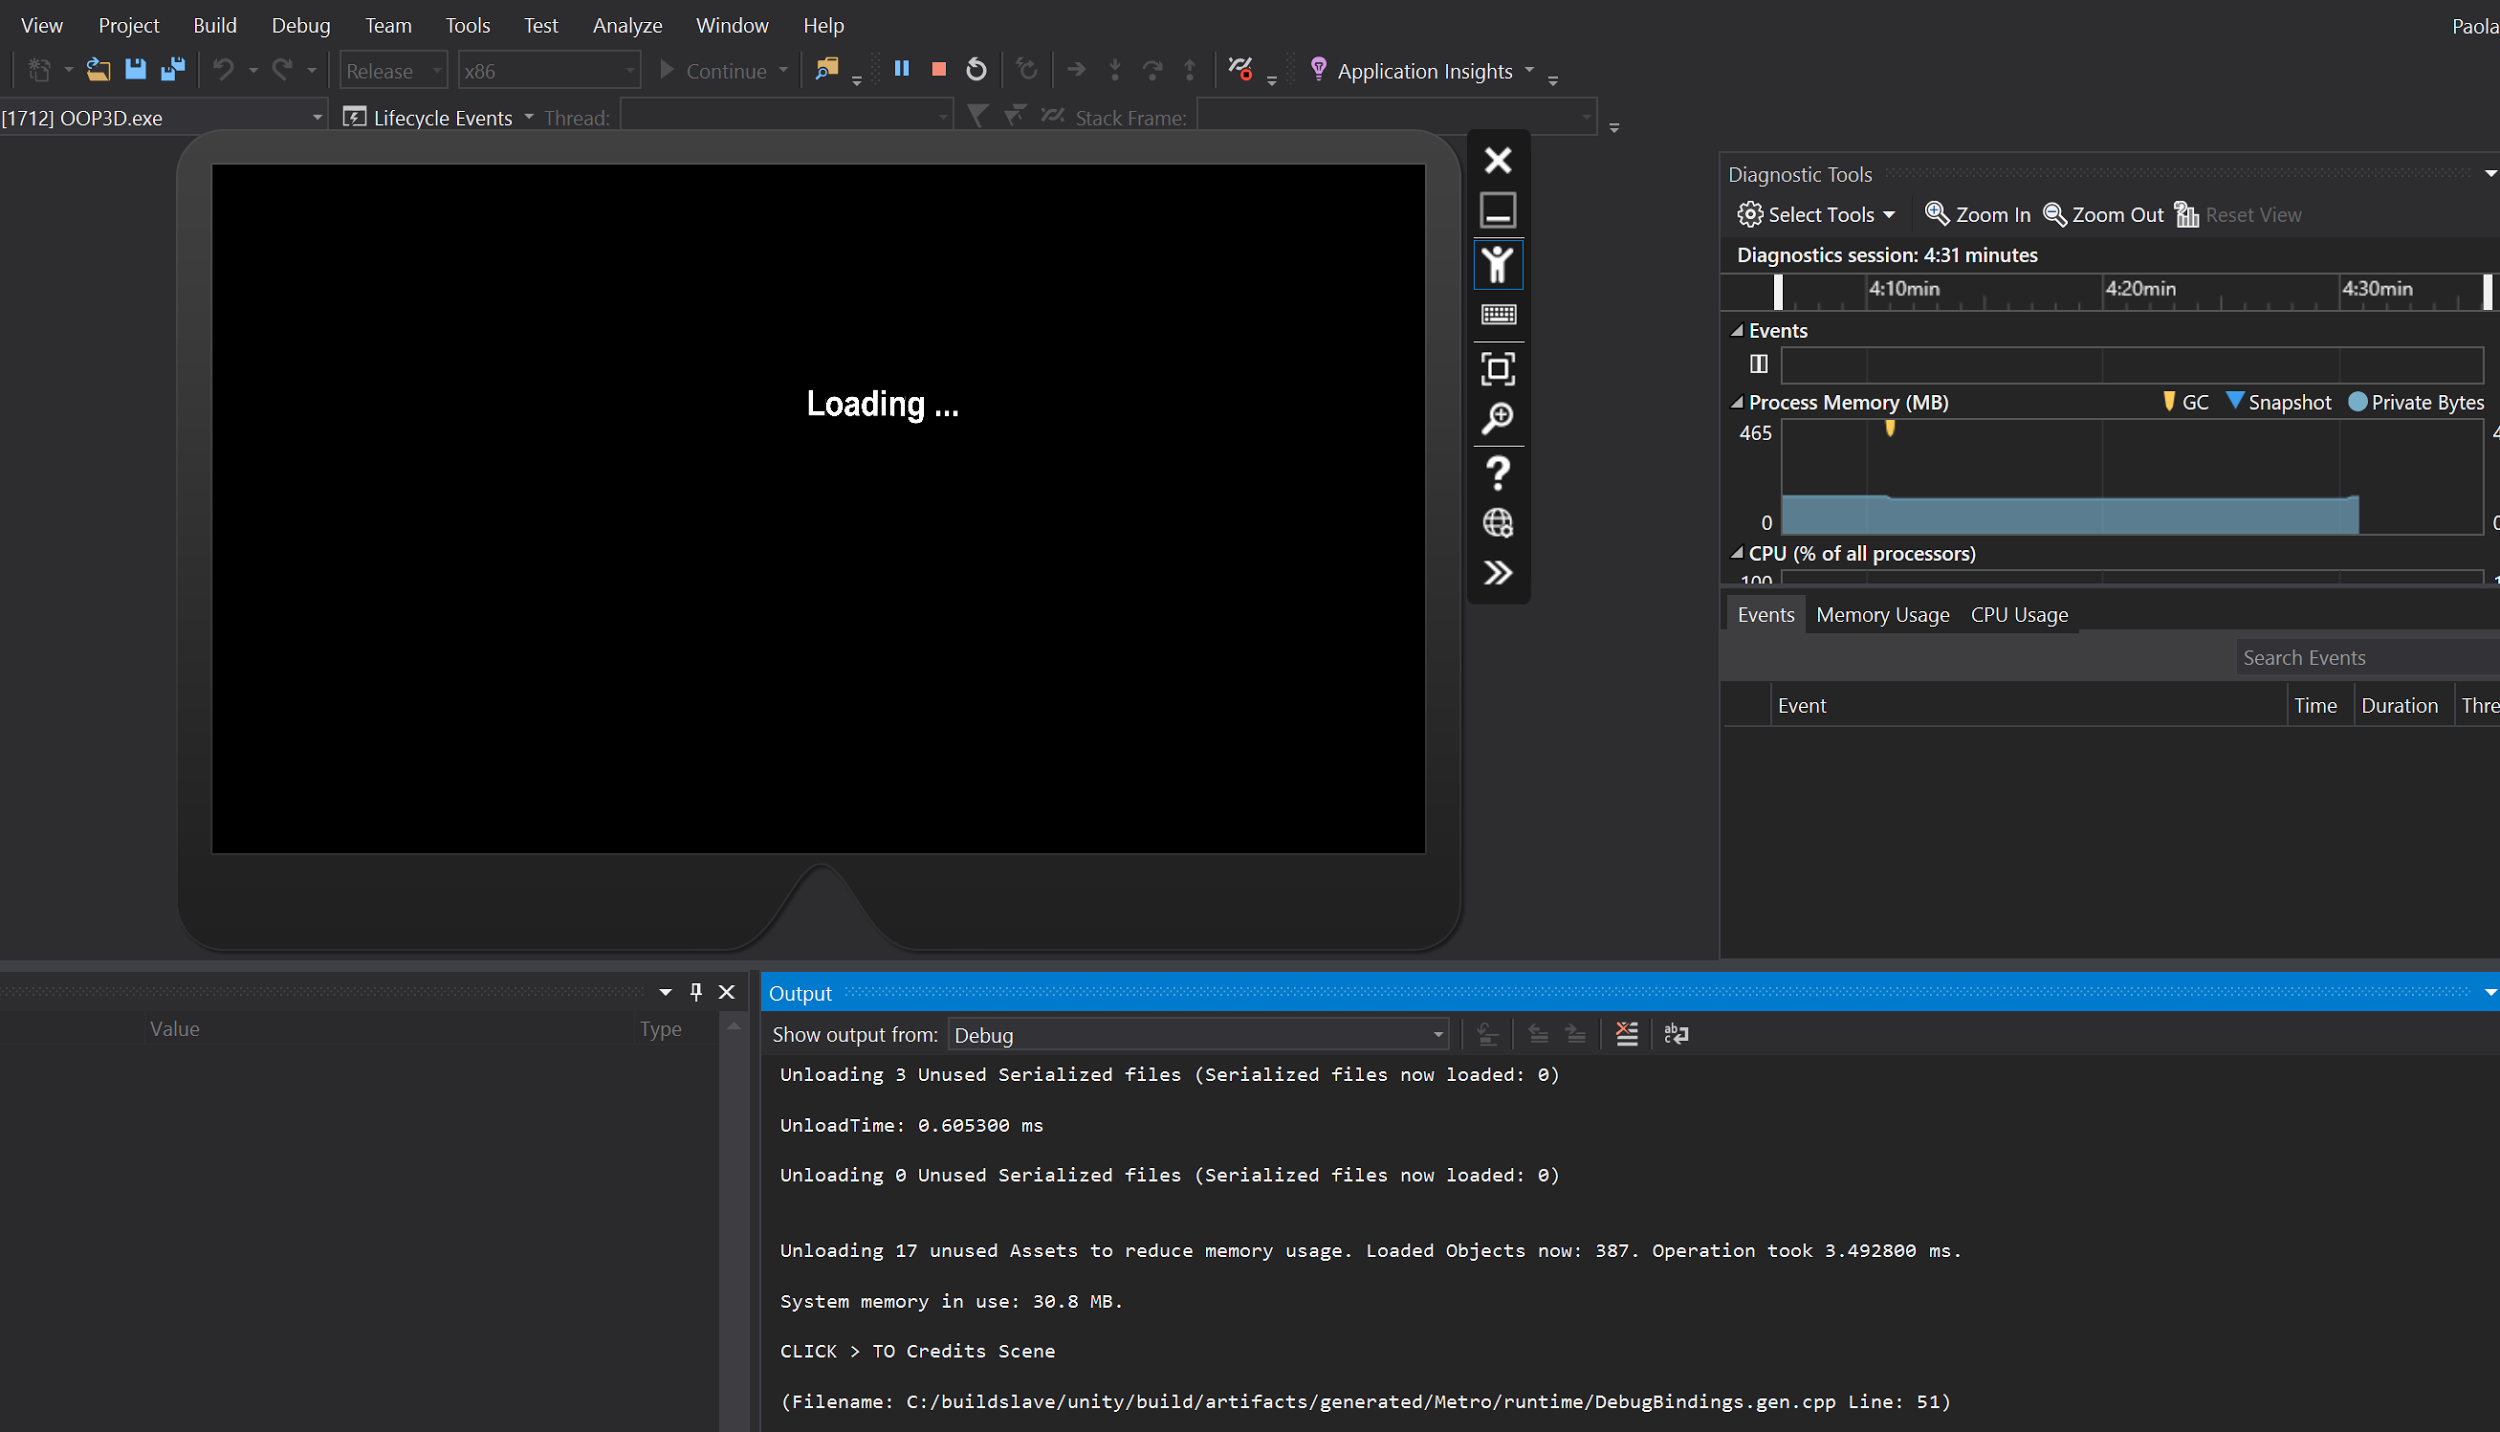 View Project Build Debug Team Tools Test Analyze Window Help Paola
Release x86 Continue Application Insights
[1712] OOP3D.exe Lifecycle Events Thread: Stack Frame:
Loading ...
Diagnostic Tools
Select Tools Zoom In Zoom Out Reset View
Diagnostics session: 4:31 minutes
4:10min 4:20min 4:30min
Events
Process Memory (MB) GC Snapshot Private Bytes
465
0
CPU (% of all processors)
100
Events Memory Usage CPU Usage
Search Events
Event Time Duration Thre
Value Type
Output
Show output from: Debug
Unloading 3 Unused Serialized files (Serialized files now loaded: 0)
UnloadTime: 0.605300 ms
Unloading 0 Unused Serialized files (Serialized files now loaded: 0)
Unloading 17 unused Assets to reduce memory usage. Loaded Objects now: 387. Operation took 3.492800 ms.
System memory in use: 30.8 MB.
CLICK > TO Credits Scene
(Filename: C:/buildslave/unity/build/artifacts/generated/Metro/runtime/DebugBindings.gen.cpp Line: 51)